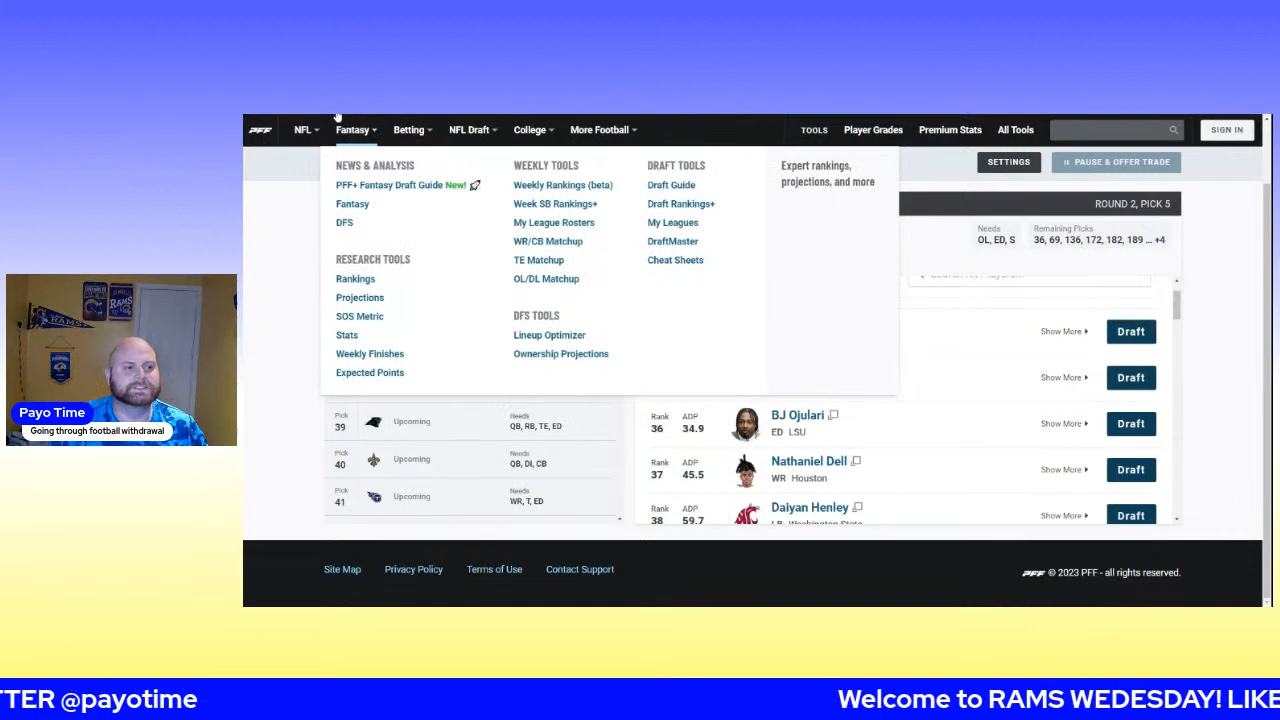 PFF
NFL
Fantasy
Betting
NFL Draft
College
More Football
TOOLS
Player Grades
Premium Stats
All Tools
SIGN IN
NEWS & ANALYSIS
PFF+ Fantasy Draft Guide New! 🚀
Fantasy
DFS
RESEARCH TOOLS
Rankings
Projections
SOS Metric
Stats
Weekly Finishes
Expected Points
WEEKLY TOOLS
Weekly Rankings (beta)
Week SB Rankings+
My League Rosters
WR/CB Matchup
TE Matchup
OL/DL Matchup
DFS TOOLS
Lineup Optimizer
Ownership Projections
DRAFT TOOLS
Draft Guide
Draft Rankings+
My Leagues
DraftMaster
Cheat Sheets
Expert rankings,
projections, and more
SETTINGS
PAUSE & OFFER TRADE
ROUND 2, PICK 5
Needs
OL, ED, S
Remaining Picks
36, 69, 136, 172, 182, 189 ... +4
Show More
Draft
Show More
Draft
Pick
39
Upcoming
Needs
QB, RB, TE, ED
Pick
40
Upcoming
Needs
QB, DI, CB
Pick
41
Upcoming
Needs
WR, T, ED
Rank
36
ADP
34.9
BJ Ojulari
ED LSU
Show More
Draft
Rank
37
ADP
45.5
Nathaniel Dell
WR Houston
Show More
Draft
Rank
38
ADP
59.7
Daiyan Henley
LB Washington State
Show More
Draft
Site Map
Privacy Policy
Terms of Use
Contact Support
PFF © 2023 PFF - all rights reserved.
RAMS
RAMS
Payo Time
Going through football withdrawal
TTER @payotime
Welcome to RAMS WEDESDAY! LIKE